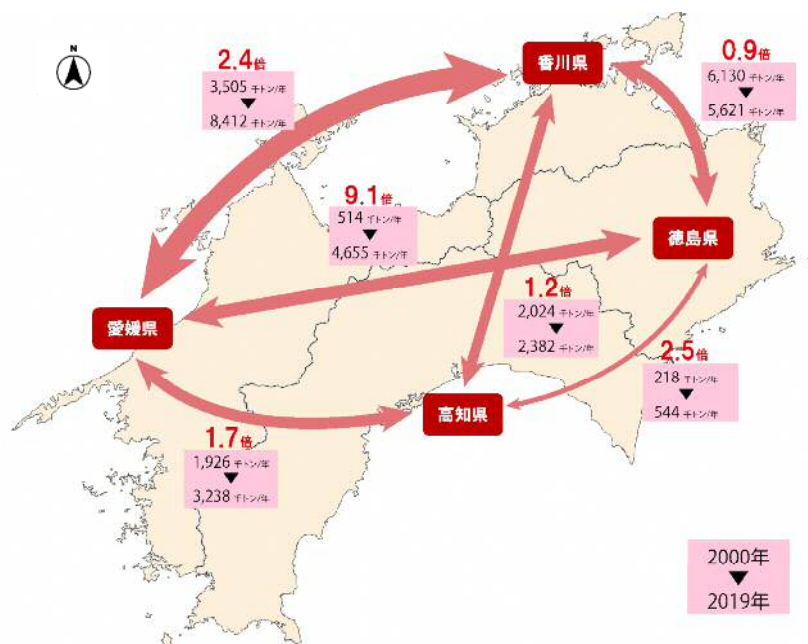 N
2.4倍
3,505 千トン/年
▼
8,412 千トン/年
香川県
0.9倍
6,130 千トン/年
▼
5,621 千トン/年
9.1倍
514 千トン/年
▼
4,655 千トン/年
徳島県
愛媛県
1.2倍
2,024 千トン/年
▼
2,382 千トン/年
2.5倍
218 千トン/年
▼
544 千トン/年
高知県
1.7倍
1,926 千トン/年
▼
3,238 千トン/年
2000年
▼
2019年